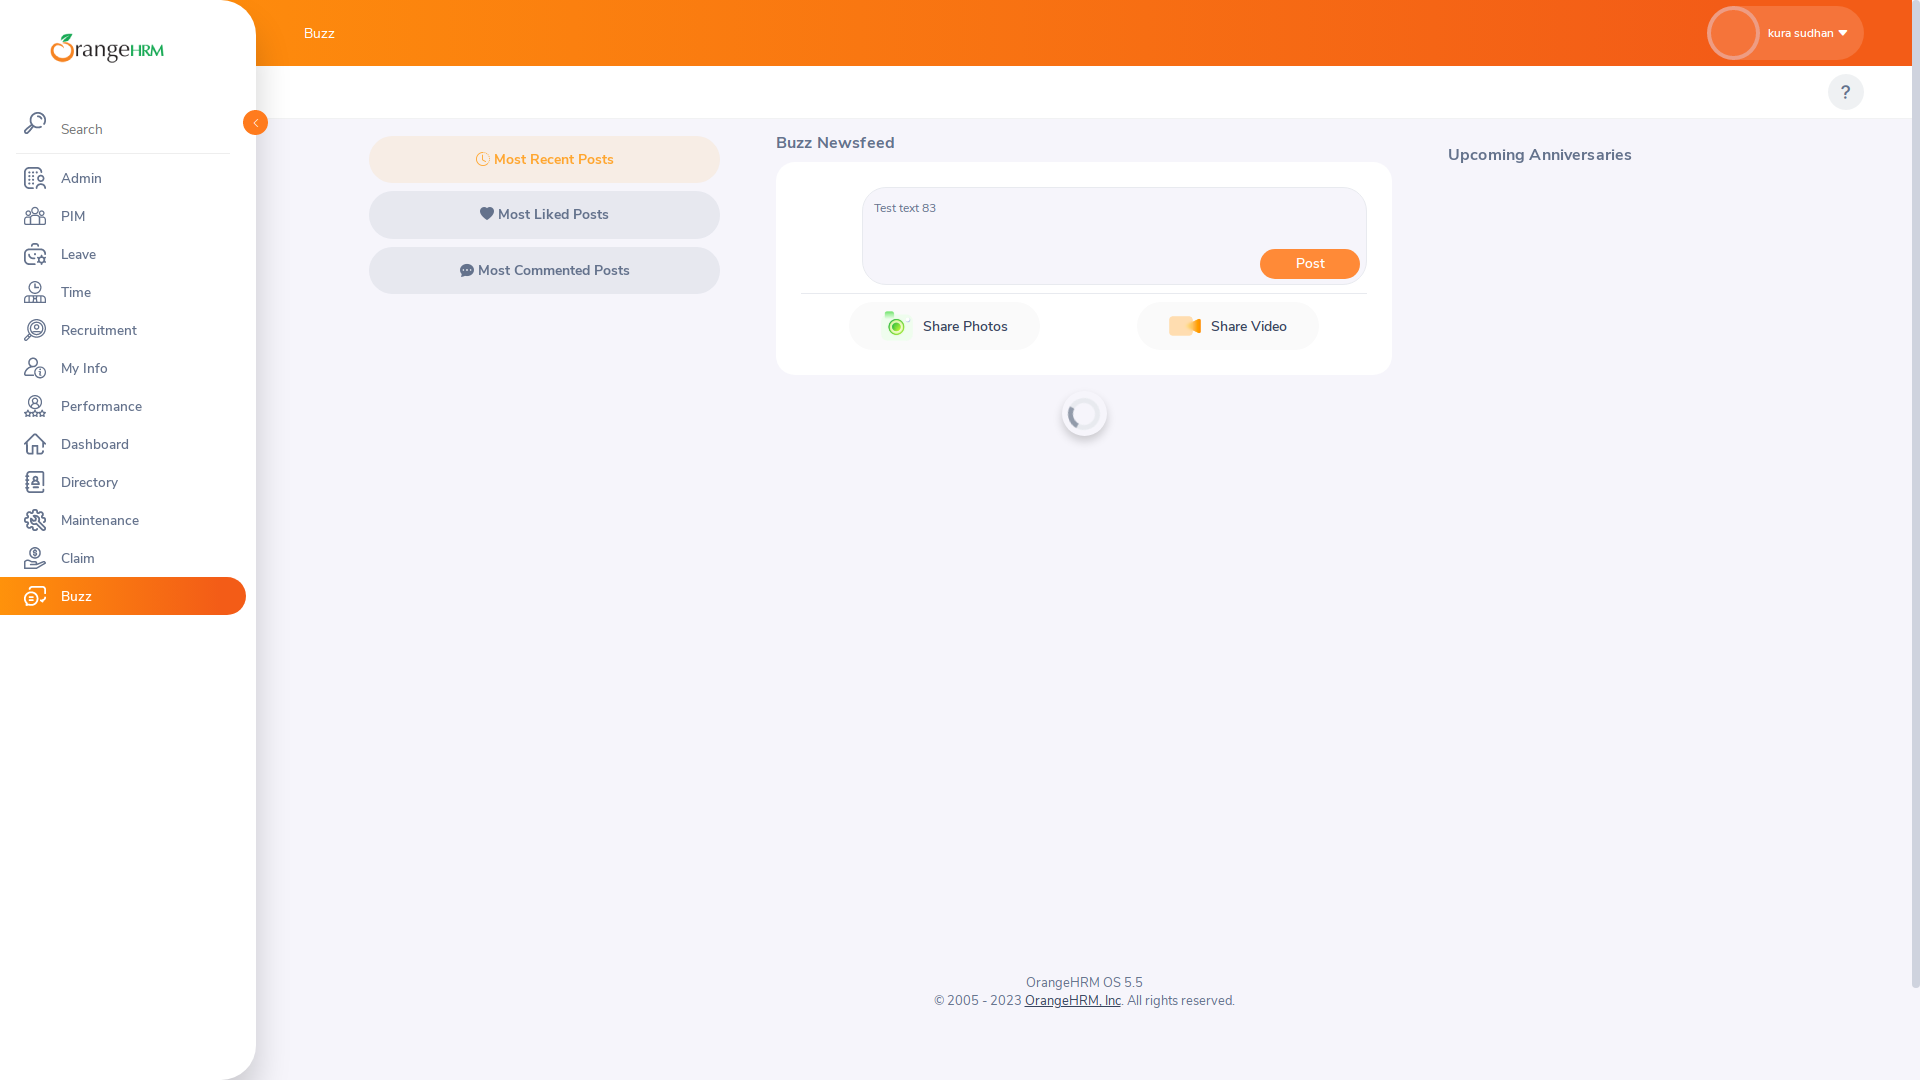 OrangeHRM
Search
Admin
PIM
Leave
Time
Recruitment
My Info
Performance
Dashboard
Directory
Maintenance
Claim
Buzz
Buzz
kura sudhan
?
Most Recent Posts
Most Liked Posts
Most Commented Posts
Buzz Newsfeed
Test text 83
Post
Share Photos
Share Video
Upcoming Anniversaries
OrangeHRM OS 5.5
© 2005 - 2023 OrangeHRM, Inc. All rights reserved.